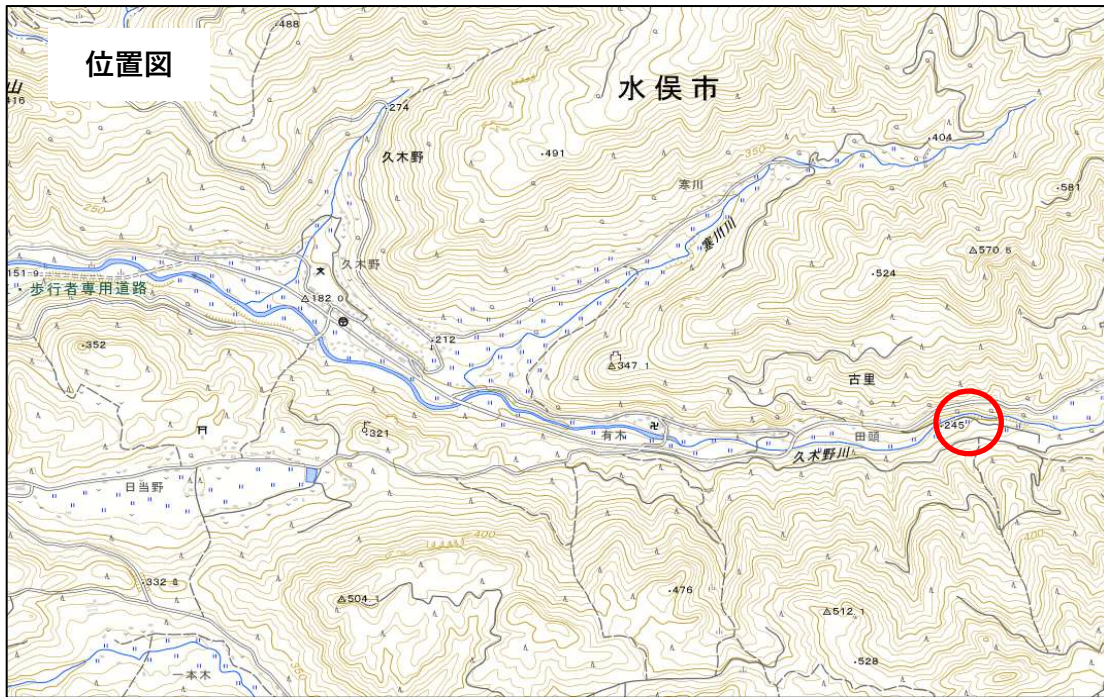 位置図
水俣市
山
416
・488
・274
久木野
・491
350
・404
寒川
・581
250
寒川川
△570.6
・524
久木野
151.9
歩行者専用道路
△182.0
・212
・352
△347.1
古里
・245
・321
有木
田頭
久木野川
日当野
400
400
・332
・476
△504.1
△512.1
・528
一本木
350